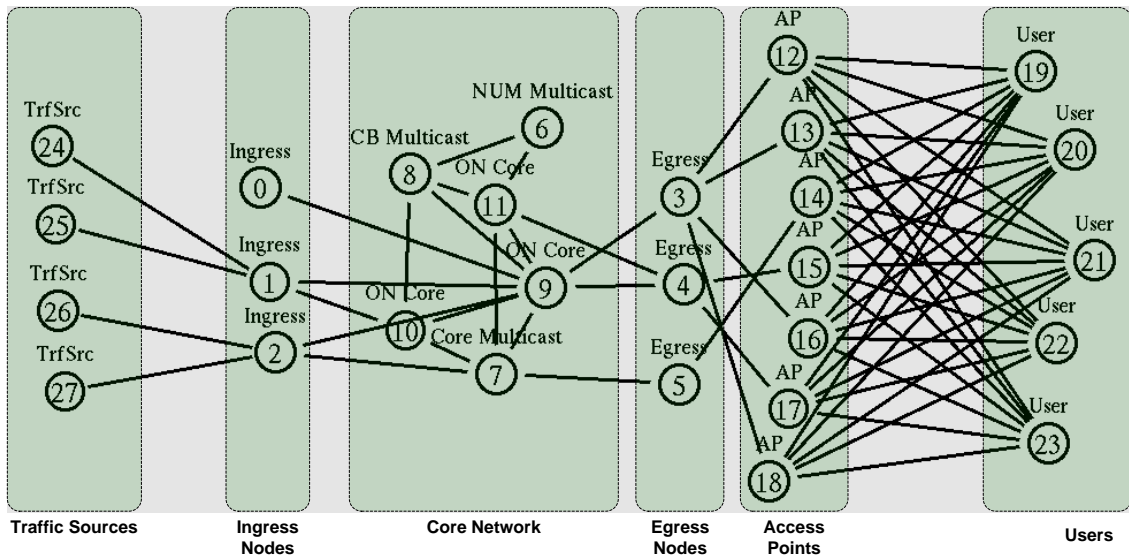 TrfSrc
24
TrfSrc
25
TrfSrc
26
TrfSrc
27
Ingress
0
Ingress
1
Ingress
2
NUM Multicast
6
CB Multicast
8
ON Core
11
ON Core
9
ON Core
10
Core Multicast
7
Egress
3
Egress
4
Egress
5
AP
12
AP
13
AP
14
AP
15
AP
16
AP
17
AP
18
User
19
User
20
User
21
User
22
User
23
Traffic Sources
Ingress
Nodes
Core Network
Egress
Nodes
Access
Points
Users